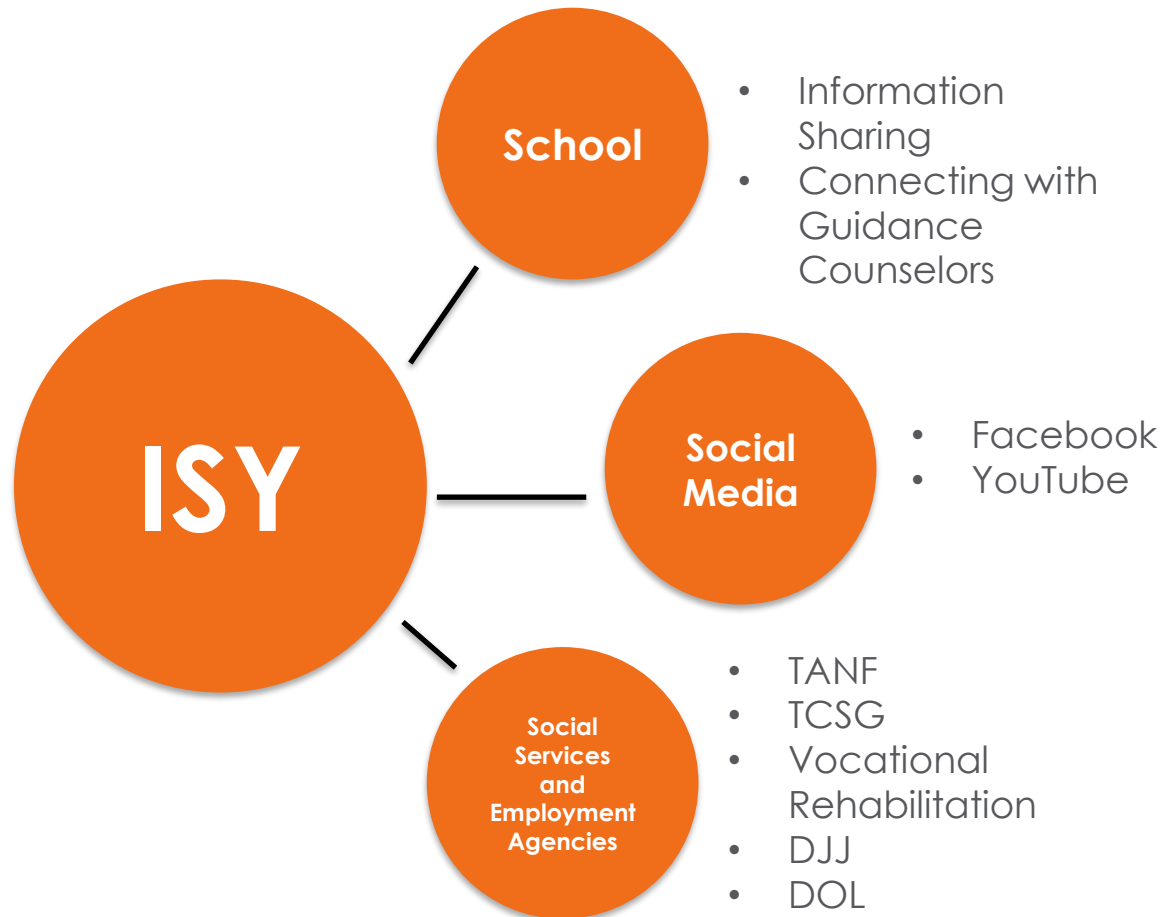 ISY
School
• Information
Sharing
• Connecting with
Guidance
Counselors
Social
Media
• Facebook
• YouTube
Social
Services
and
Employment
Agencies
• TANF
• TCSG
• Vocational
Rehabilitation
• DJJ
• DOL